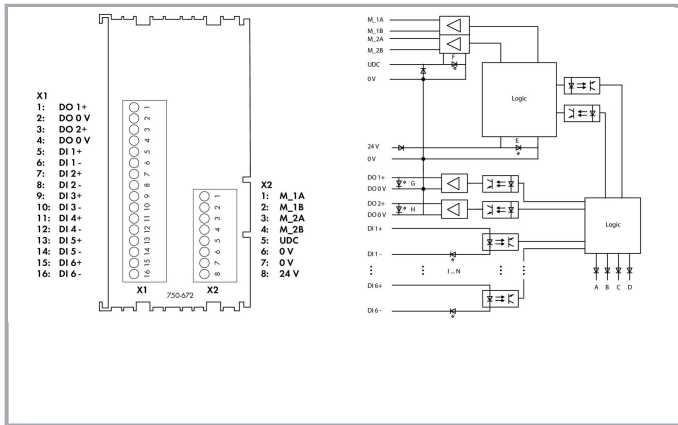 X1
1: DO 1+
2: DO 0 V
3: DO 2+
4: DO 0 V
5: DI 1+
6: DI 1 -
7: DI 2+
8: DI 2 -
9: DI 3+
10: DI 3 -
11: DI 4+
12: DI 4 -
13: DI 5+
14: DI 5 -
15: DI 6+
16: DI 6 -
1
2
3
4
5
6
7
8
9
10
11
12
13
14
15
16
X1
750-672
1
2
3
4
5
6
7
8
X2
X2
1: M_1A
2: M_1B
3: M_2A
4: M_2B
5: UDC
6: 0 V
7: 0 V
8: 24 V
M_1A
M_1B
M_2A
M_2B
F
UDC
0 V
Logic
E
24 V
0 V
DO 1+
G
DO 0 V
DO 2+
H
DO 0 V
Logic
DI 1+
DI 1-
I ... N
DI 6+
DI 6-
A B C D